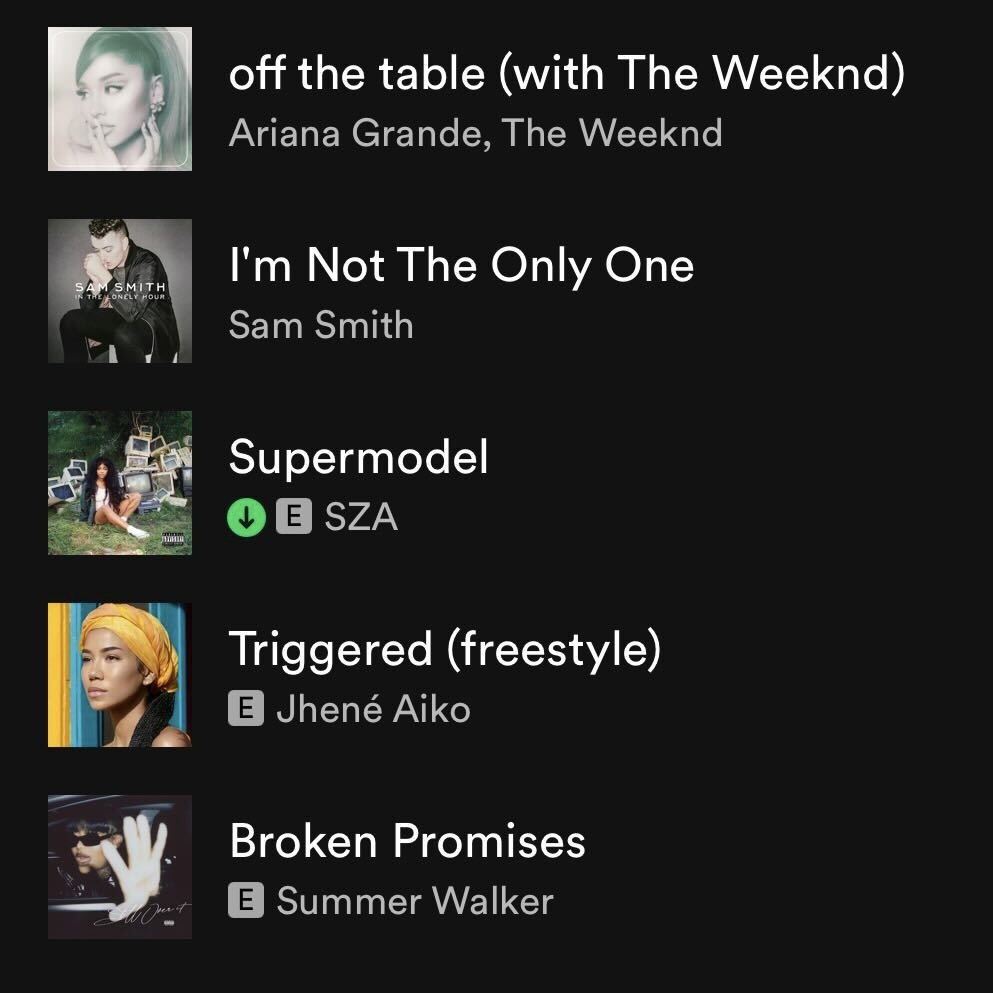 off the table (with The Weeknd)
Ariana Grande, The Weeknd
SAM SMITH
IN THE LONELY HOUR
I'm Not The Only One
Sam Smith
Supermodel
E SZA
Triggered (freestyle)
E Jhené Aiko
Still Over it
Broken Promises
E Summer Walker